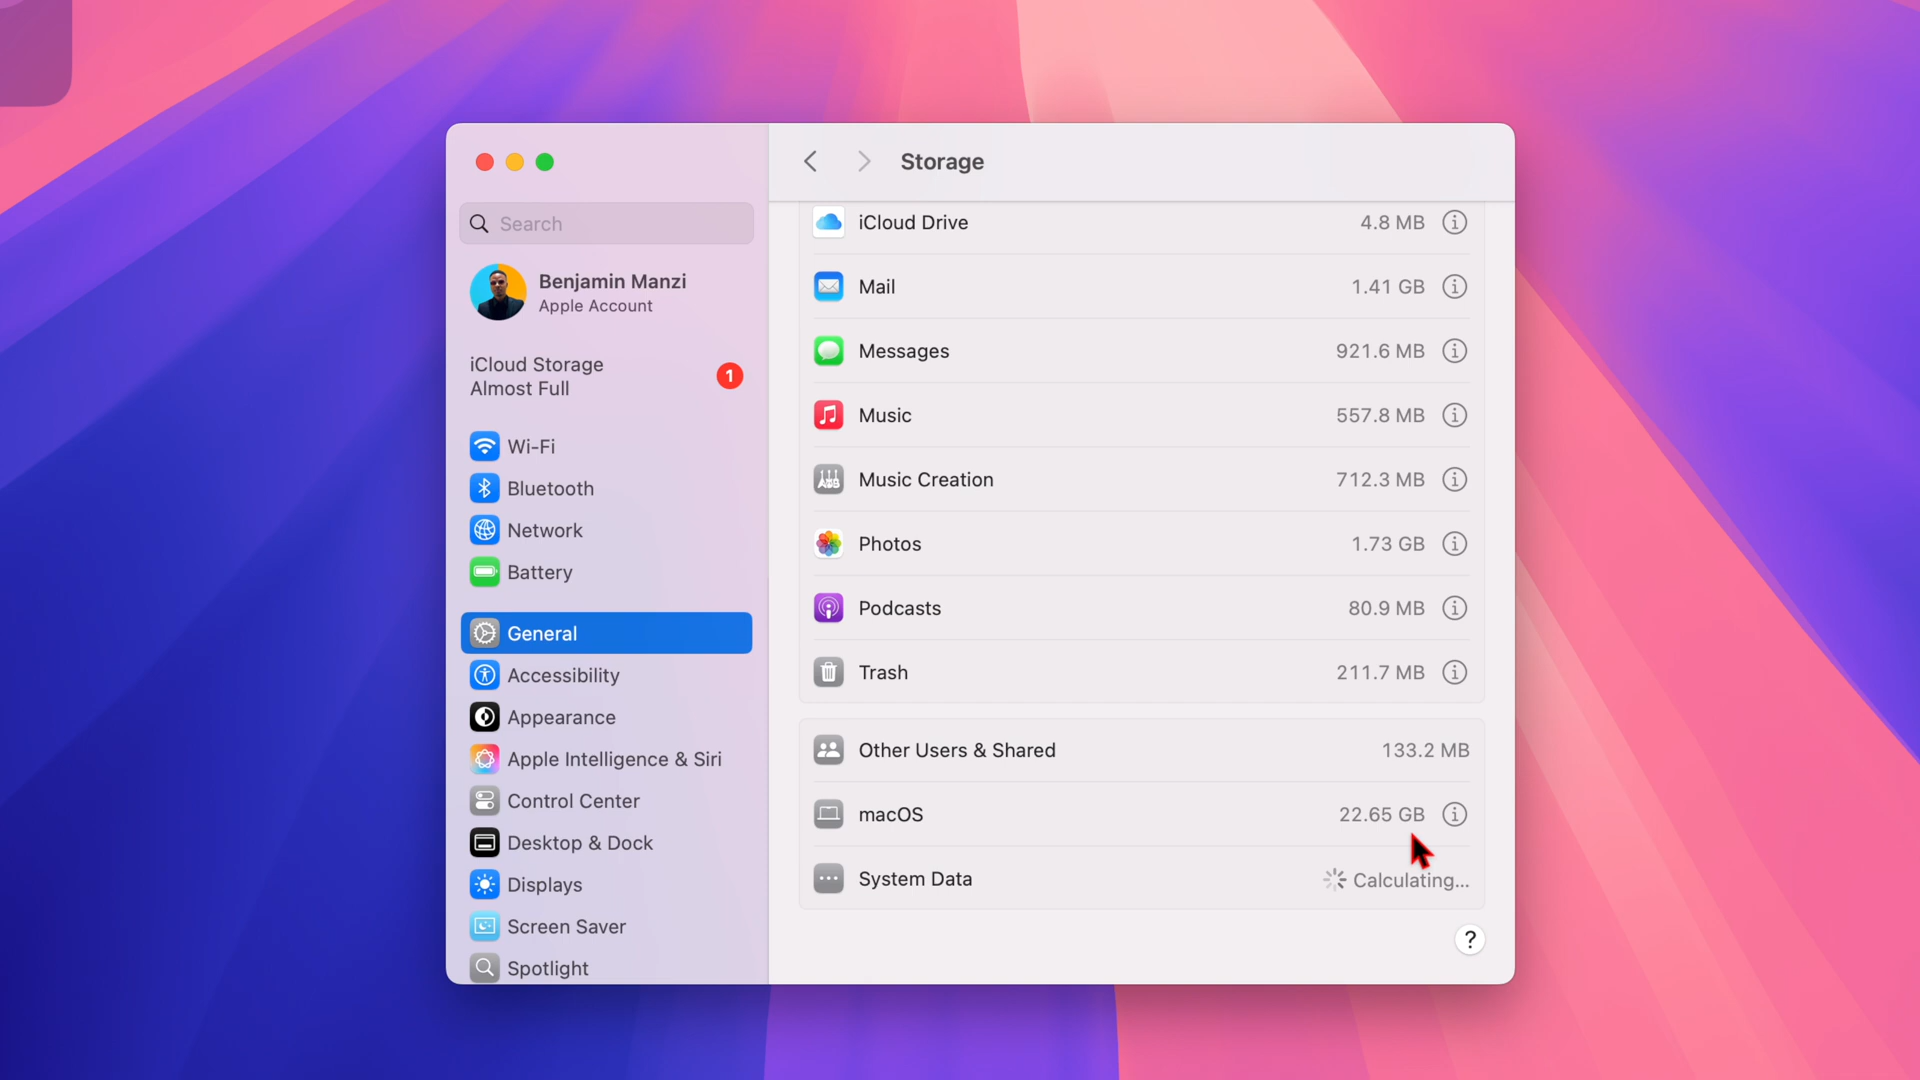 Storage
Search
Benjamin Manzi
Apple Account
iCloud Storage
Almost Full
1
Wi-Fi
Bluetooth
Network
Battery
General
Accessibility
Appearance
Apple Intelligence & Siri
Control Center
Desktop & Dock
Displays
Screen Saver
Spotlight
iCloud Drive 4.8 MB
Mail 1.41 GB
Messages 921.6 MB
Music 557.8 MB
Music Creation 712.3 MB
Photos 1.73 GB
Podcasts 80.9 MB
Trash 211.7 MB
Other Users & Shared 133.2 MB
macOS 22.65 GB
System Data Calculating...
?